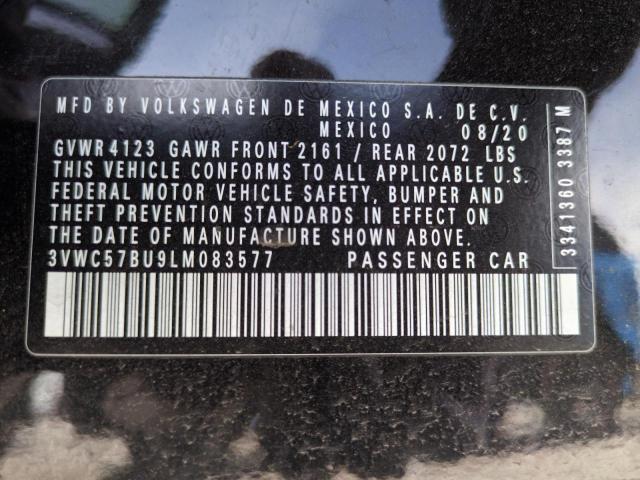 MFD BY VOLKSWAGEN DE MEXICO S.A. DE C.V.
MEXICO 08/20
GVWR 4123 GAWR FRONT 2161 / REAR 2072 LBS
THIS VEHICLE CONFORMS TO ALL APPLICABLE U.S.
FEDERAL MOTOR VEHICLE SAFETY, BUMPER AND
THEFT PREVENTION STANDARDS IN EFFECT ON
THE DATE OF MANUFACTURE SHOWN ABOVE.
3VWC57BU9LM083577 PASSENGER CAR
3341360 3387 M